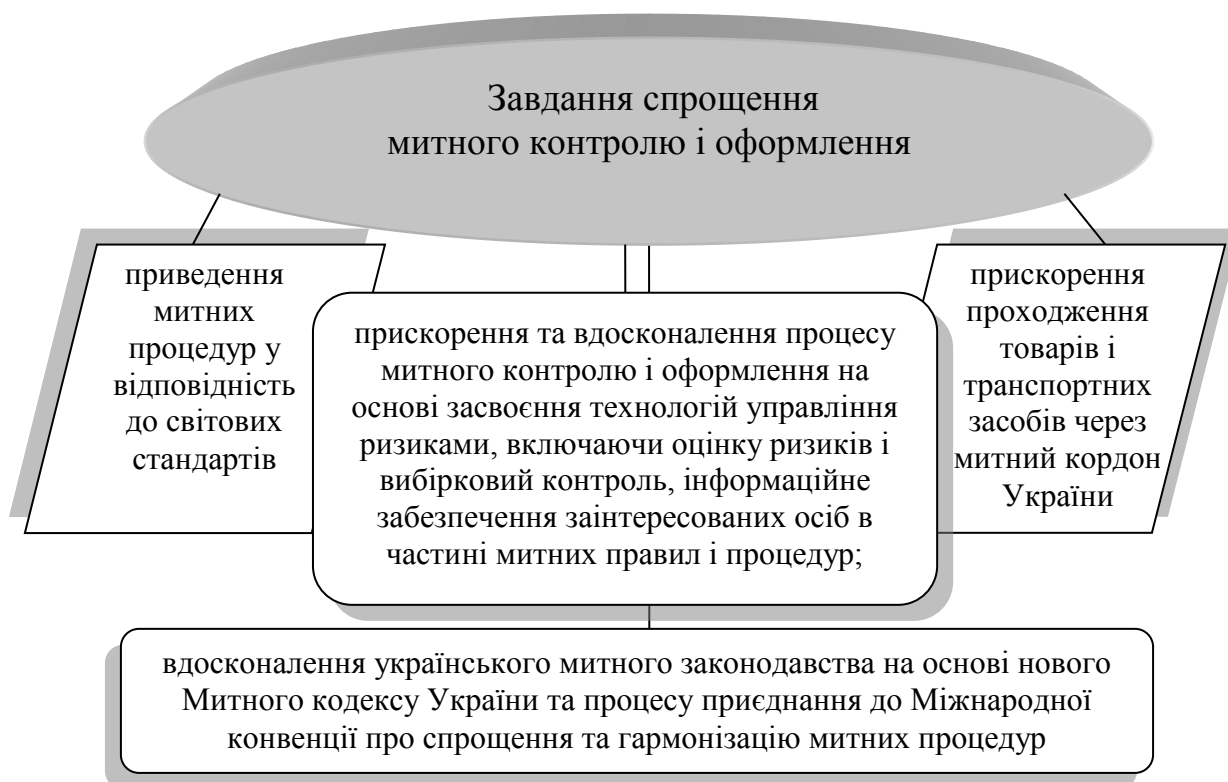 Завдання спрощення
митного контролю і оформлення
приведення
митних
процедур у
відповідність
до світових
стандартів
прискорення та вдосконалення процесу
митного контролю і оформлення на
основі засвоєння технологій управління
ризиками, включаючи оцінку ризиків і
вибірковий контроль, інформаційне
забезпечення заінтересованих осіб в
частині митних правил і процедур;
прискорення
проходження
товарів і
транспортних
засобів через
митний кордон
України
вдосконалення українського митного законодавства на основі нового
Митного кодексу України та процесу приєднання до Міжнародної
конвенції про спрощення та гармонізацію митних процедур